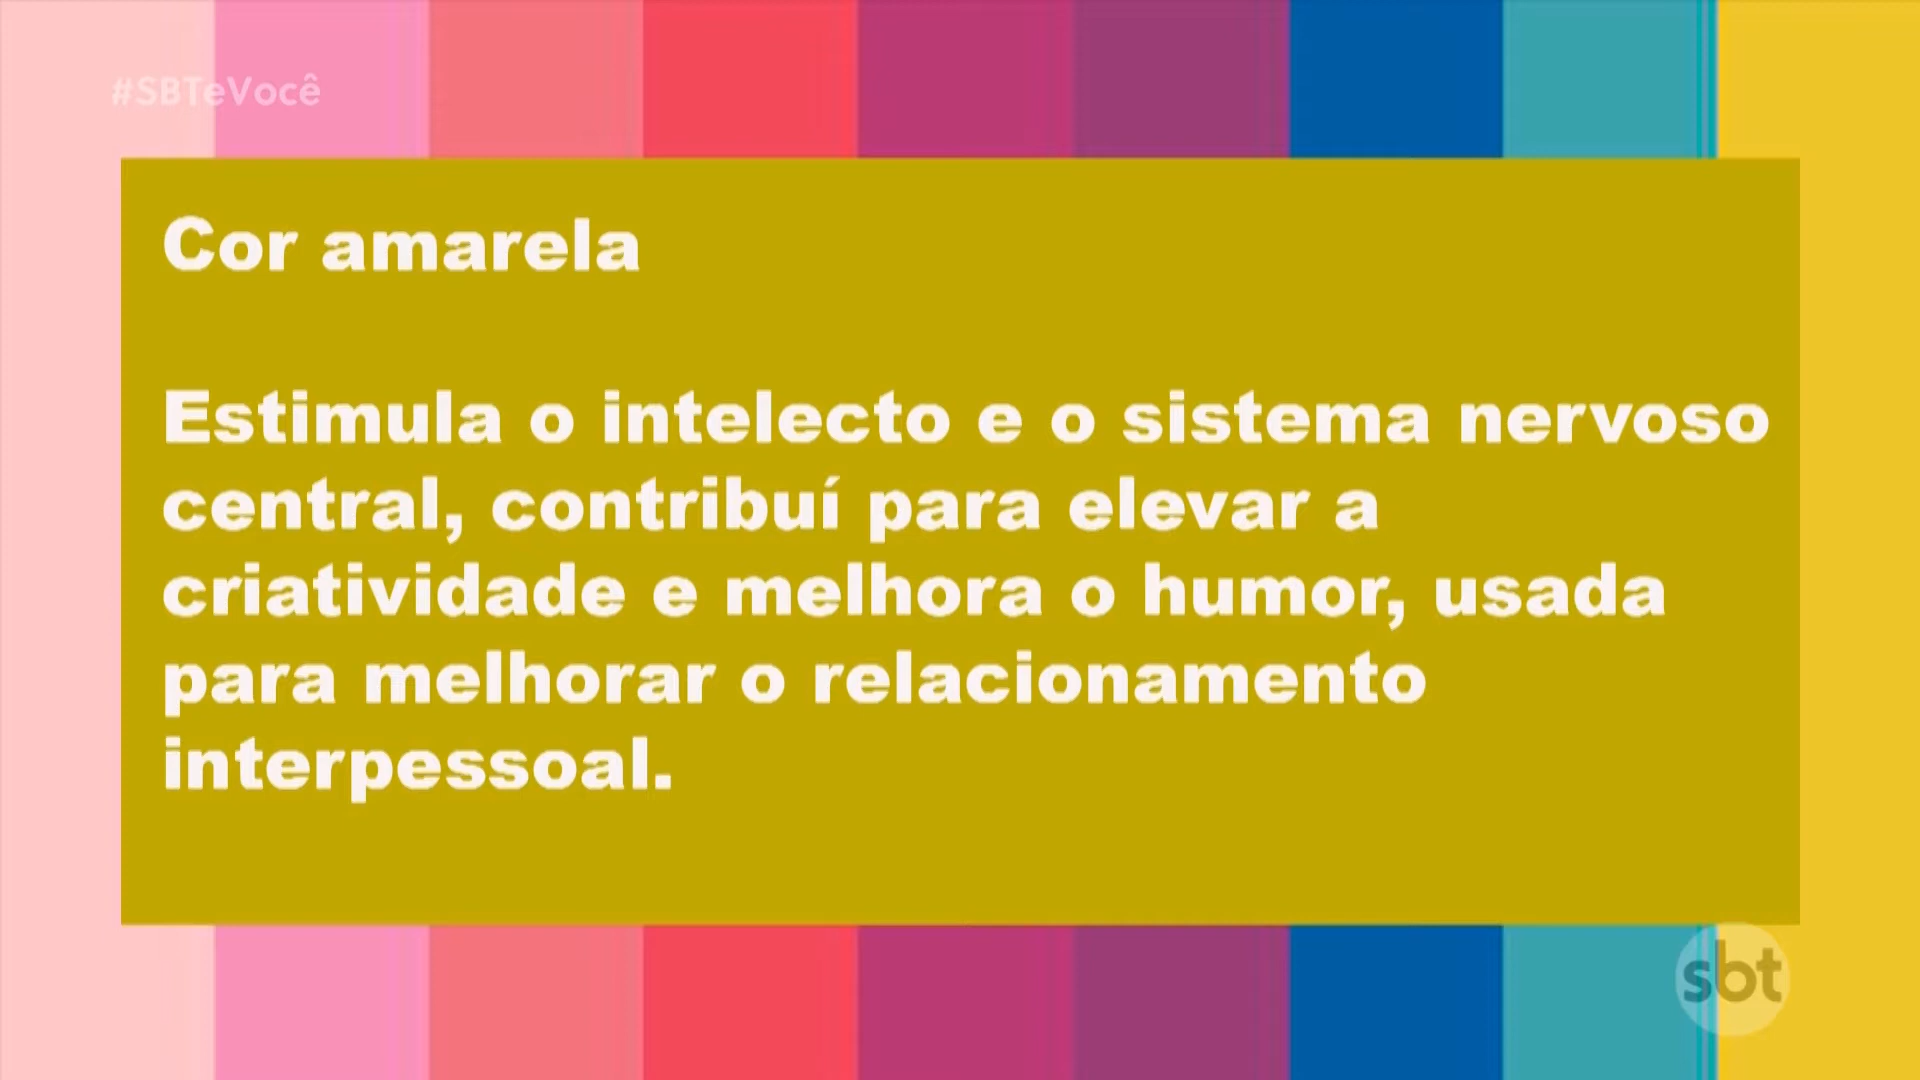 #SBTeVocê
Cor amarela
Estimula o intelecto e o sistema nervoso
central, contribuí para elevar a
criatividade e melhora o humor, usada
para melhorar o relacionamento
interpessoal.
sbt